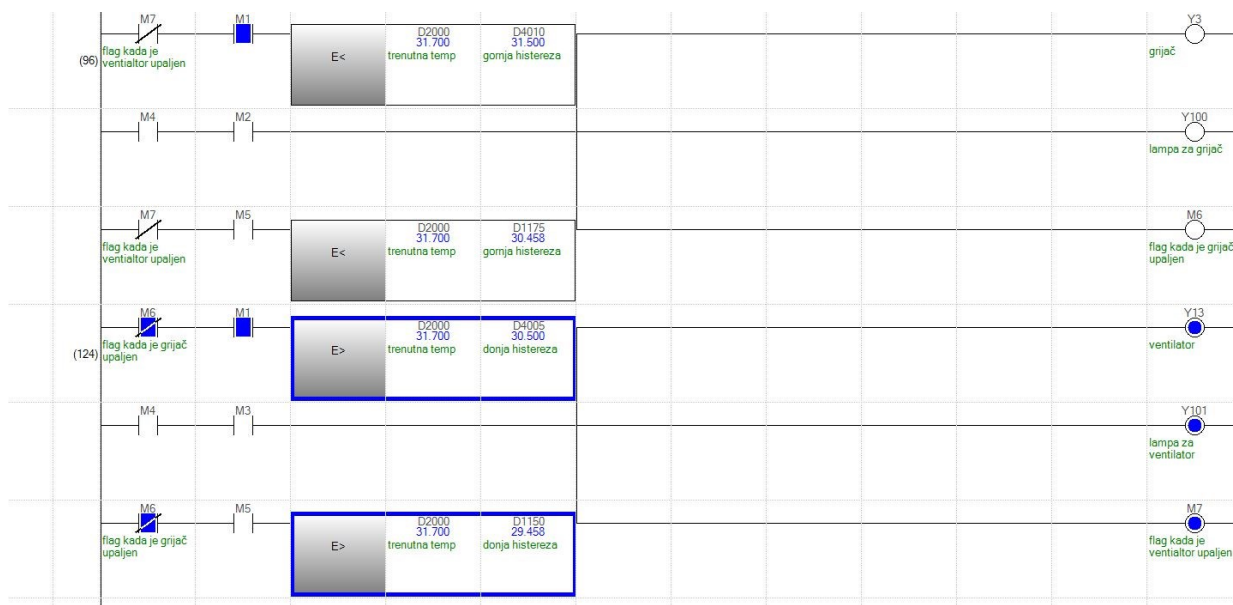 M7 M1 D2000 D4010 Y3
31.700 31.500
(96) flag kada je ventialtor upaljen E< trenutna temp gornja histereza grijač
M4 M2 Y100
lampa za grijač
M7 M5 D2000 D1175 M6
31.700 30.458
flag kada je ventialtor upaljen E< trenutna temp gornja histereza flag kada je grijač upaljen
M6 M1 D2000 D4005 Y13
31.700 30.500
(124) flag kada je grijač upaljen E> trenutna temp donja histereza ventilator
M4 M3 Y101
lampa za ventilator
M6 M5 D2000 D1150 M7
31.700 29.458
flag kada je grijač upaljen E> trenutna temp donja histereza flag kada je ventialtor upaljen